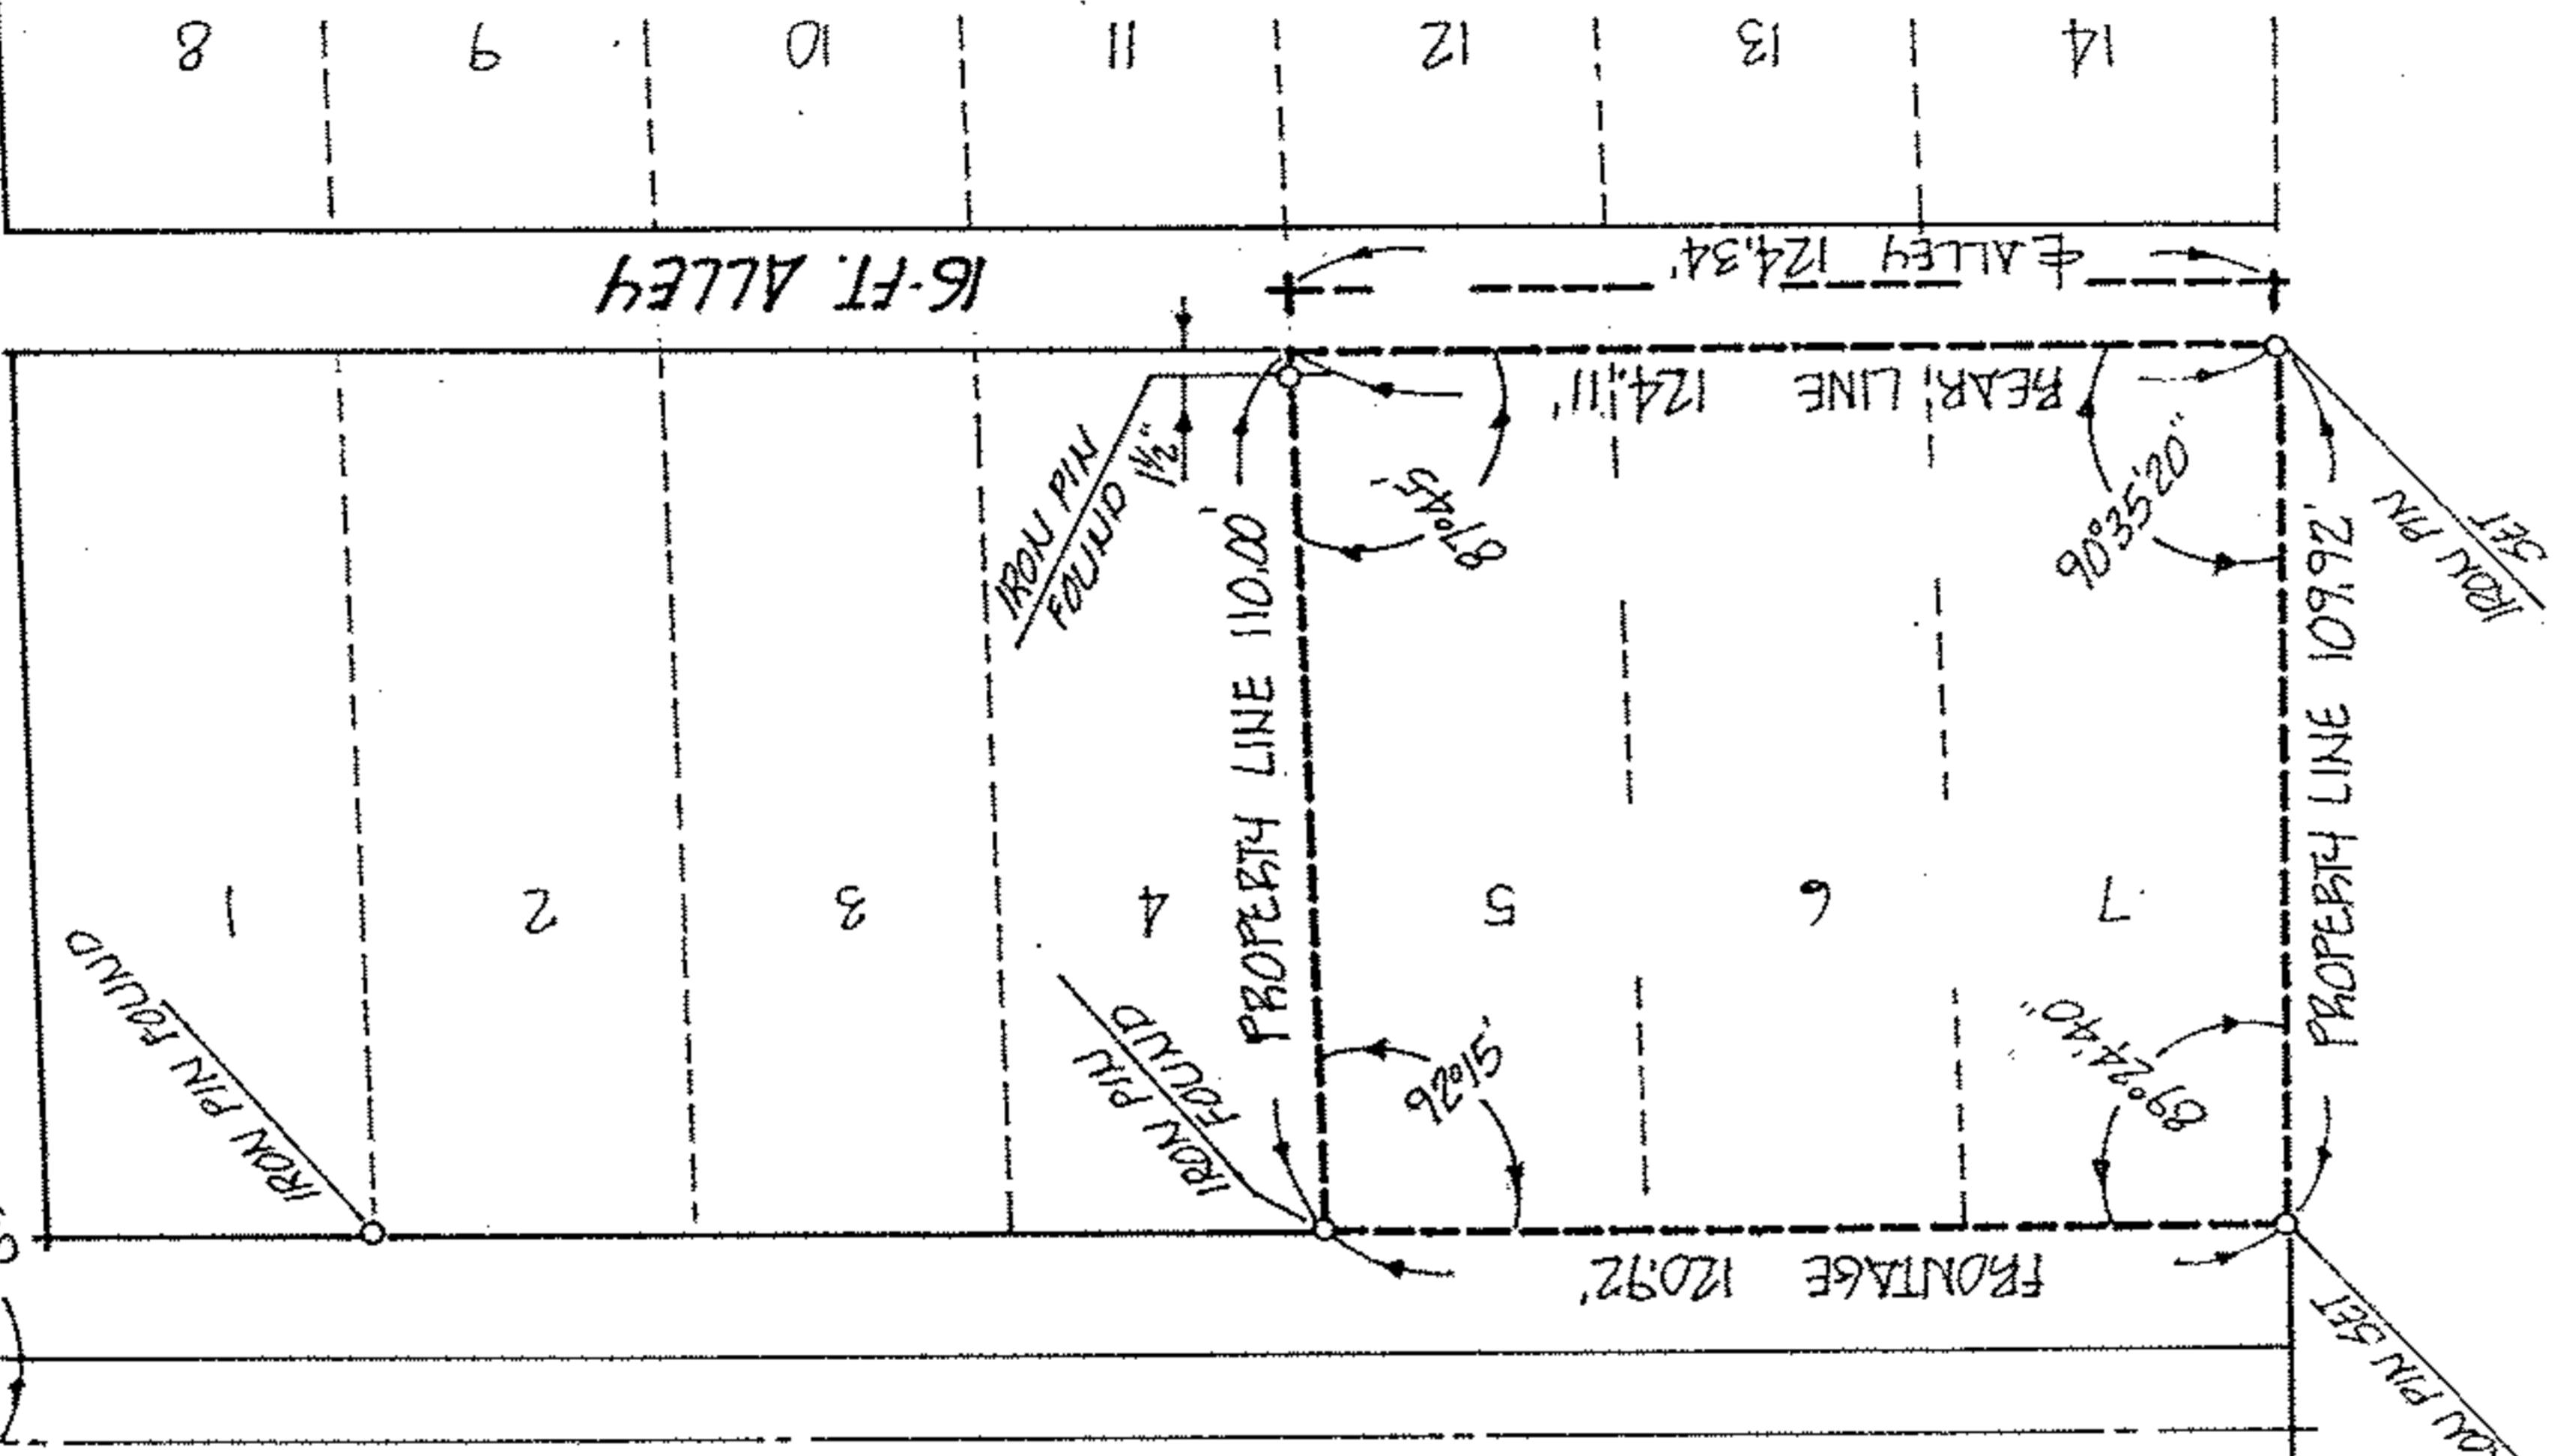 8
9
10
11
12
13
14
16-FT. ALLEY
℄ ALLEY 124.34'
REAR LINE 124.11'
IRON PIN
FOUND
1½"
87°45'
90°35'20"
IRON PIN
SET
PROPERTY LINE 110.00'
PROPERTY LINE 109.92'
1
2
3
4
5
6
7
IRON PIN FOUND
IRON PIN
FOUND
92°15'
89°24'40"
FRONTAGE 120.92'
PIN SET